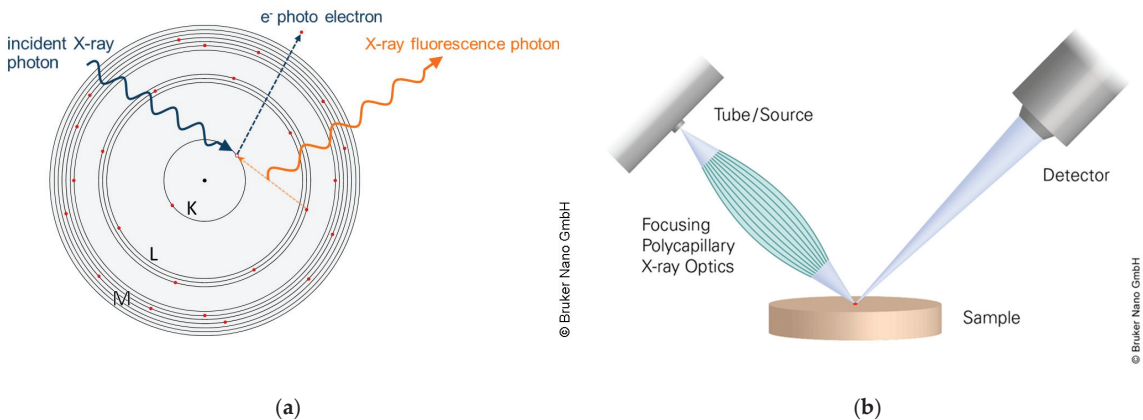 e⁻ photo electron
incident X-ray
photon
X-ray fluorescence photon
K
L
M
© Bruker Nano GmbH
(a)
Tube/Source
Detector
Focusing
Polycapillary
X-ray Optics
Sample
© Bruker Nano GmbH
(b)